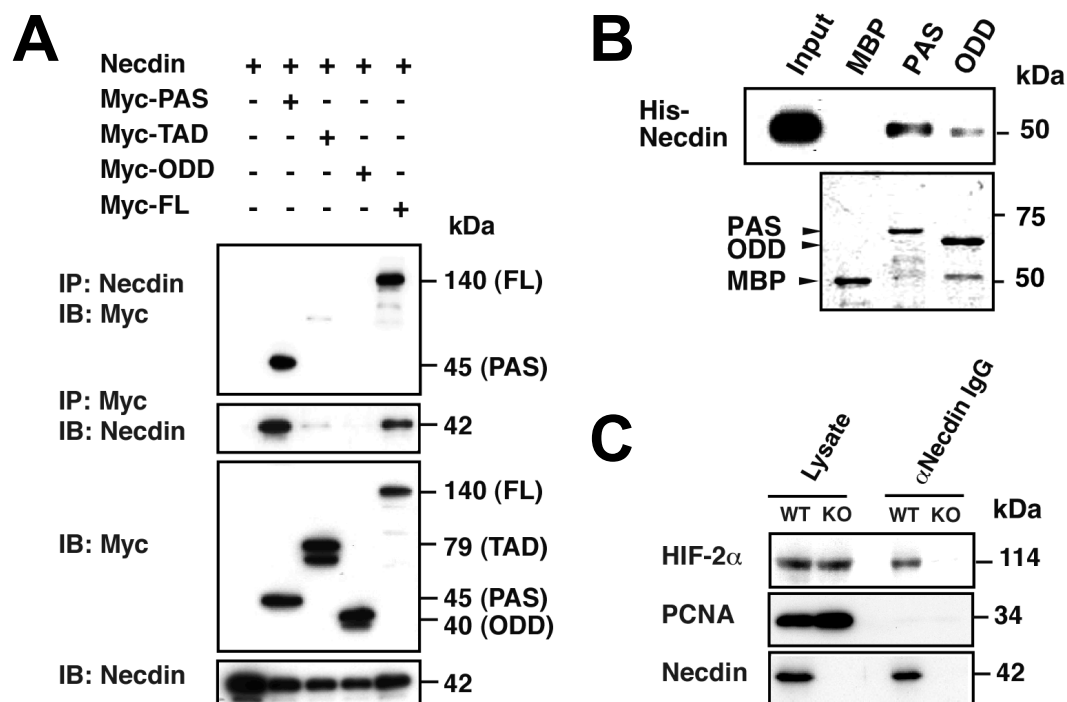 A
Necdin + + + + +
Myc-PAS - + - - -
Myc-TAD - - + - -
Myc-ODD - - - + -
Myc-FL - - - - +
kDa
IP: Necdin
IB: Myc
140 (FL)
45 (PAS)
IP: Myc
IB: Necdin
42
IB: Myc
140 (FL)
79 (TAD)
45 (PAS)
40 (ODD)
IB: Necdin
42
B
Input MBP PAS ODD
kDa
His-
Necdin
50
PAS
ODD
MBP
75
50
C
Lysate αNecdin IgG
WT KO WT KO kDa
HIF-2α 114
PCNA 34
Necdin 42